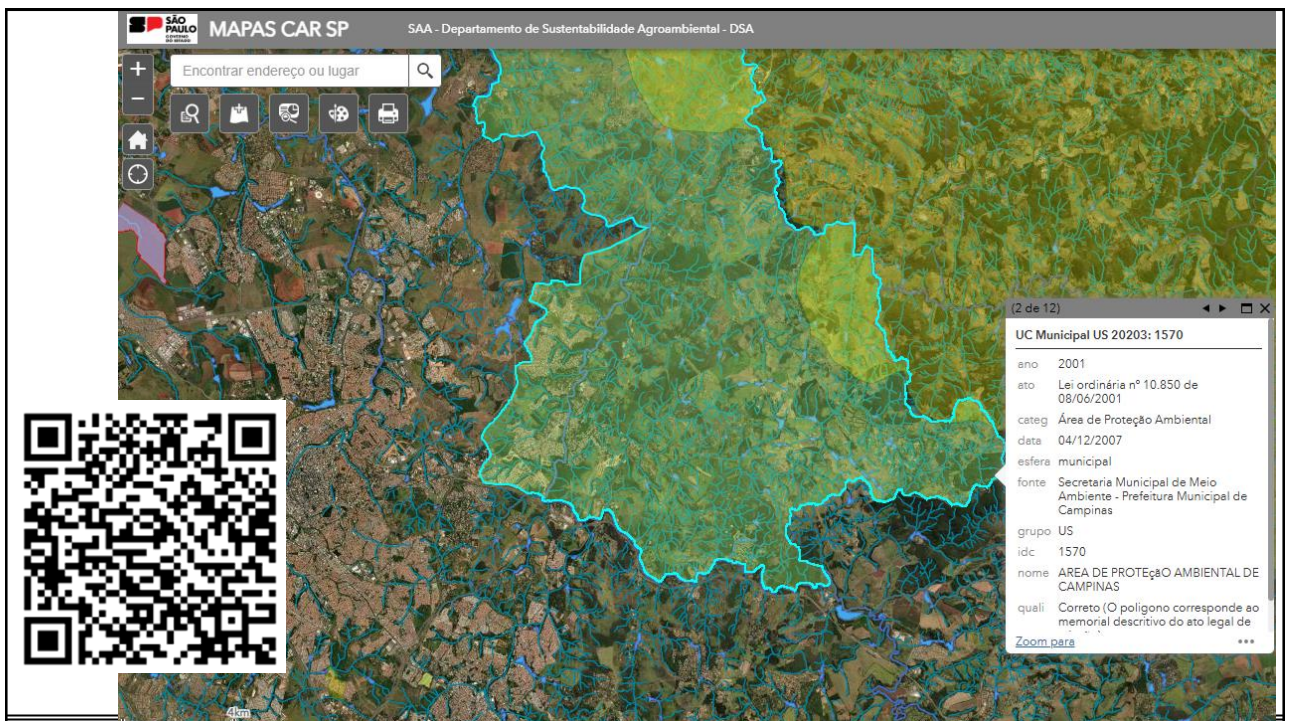 SÃO
PAULO
GOVERNO
DO ESTADO
MAPAS CAR SP
SAA - Departamento de Sustentabilidade Agroambiental - DSA
Encontrar endereço ou lugar
(2 de 12)
UC Municipal US 20203: 1570
ano 2001
ato Lei ordinária nº 10.850 de
08/06/2001
categ Área de Proteção Ambiental
data 04/12/2007
esfera municipal
fonte Secretaria Municipal de Meio
Ambiente - Prefeitura Municipal de
Campinas
grupo US
idc 1570
nome AREA DE PROTEçãO AMBIENTAL DE
CAMPINAS
quali Correto (O poligono corresponde ao
memorial descritivo do ato legal de
Zoom para
4km